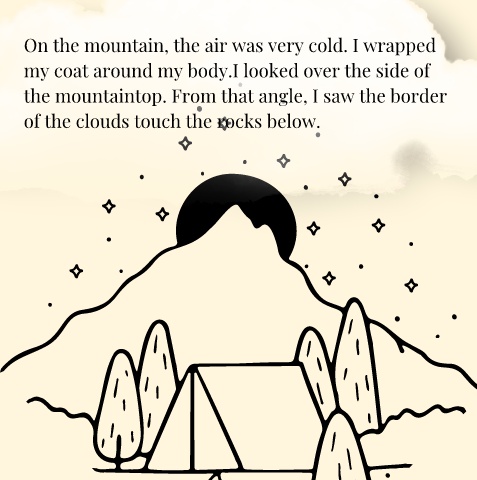 On the mountain, the air was very cold. I wrapped
my coat around my body.I looked over the side of
the mountaintop. From that angle, I saw the border
of the clouds touch the rocks below.